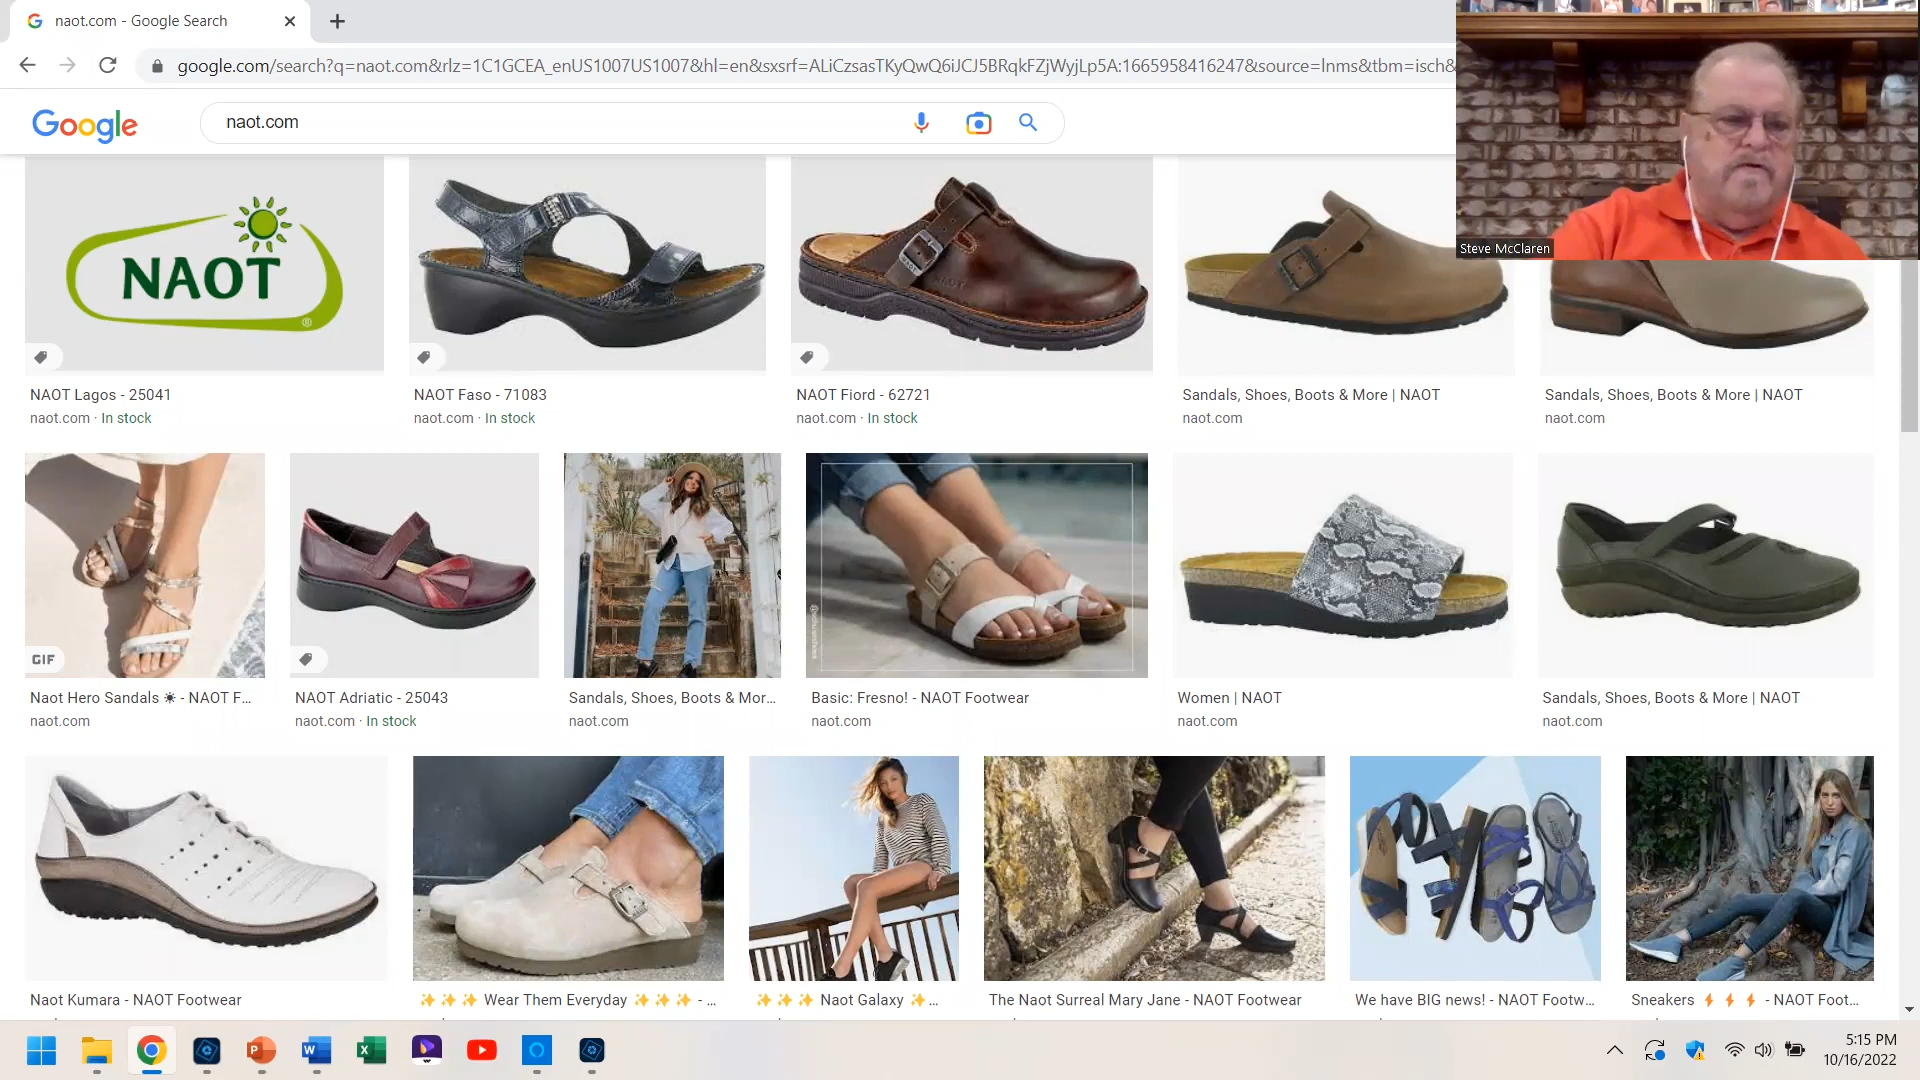 naot.com - Google Search
google.com/search?q=naot.com&rlz=1C1GCEA_enUS1007US1007&hl=en&sxsrf=ALiCzsasTKyQwQ6iJCJ5BRqkFZjWyjLp5A:1665958416247&source=lnms&tbm=isch&
Google
naot.com
Steve McClaren
NAOT
NAOT Lagos - 25041
naot.com · In stock
NAOT Faso - 71083
naot.com · In stock
NAOT Fiord - 62721
naot.com · In stock
Sandals, Shoes, Boots & More | NAOT
naot.com
Sandals, Shoes, Boots & More | NAOT
naot.com
GIF
Naot Hero Sandals ☀ - NAOT F...
naot.com
NAOT Adriatic - 25043
naot.com · In stock
Sandals, Shoes, Boots & Mor...
naot.com
Basic: Fresno! - NAOT Footwear
naot.com
Women | NAOT
naot.com
Sandals, Shoes, Boots & More | NAOT
naot.com
Naot Kumara - NAOT Footwear
✨✨✨ Wear Them Everyday ✨✨✨ - ...
✨✨✨ Naot Galaxy ✨...
The Naot Surreal Mary Jane - NAOT Footwear
We have BIG news! - NAOT Footw...
Sneakers ⚡⚡⚡ - NAOT Foot...
5:15 PM
10/16/2022